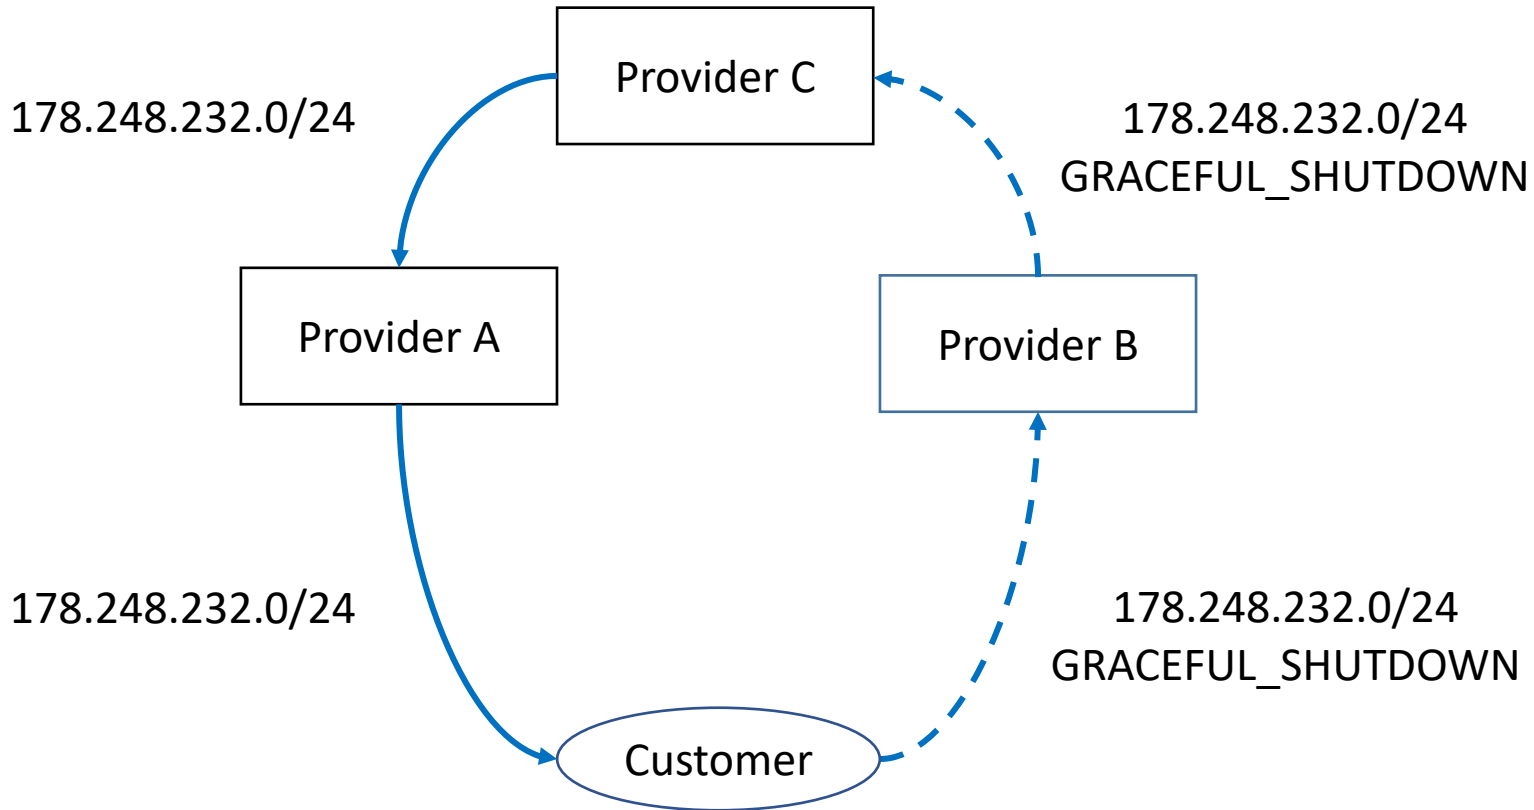 Provider C
178.248.232.0/24
178.248.232.0/24
GRACEFUL_SHUTDOWN
Provider A
Provider B
178.248.232.0/24
178.248.232.0/24
GRACEFUL_SHUTDOWN
Customer